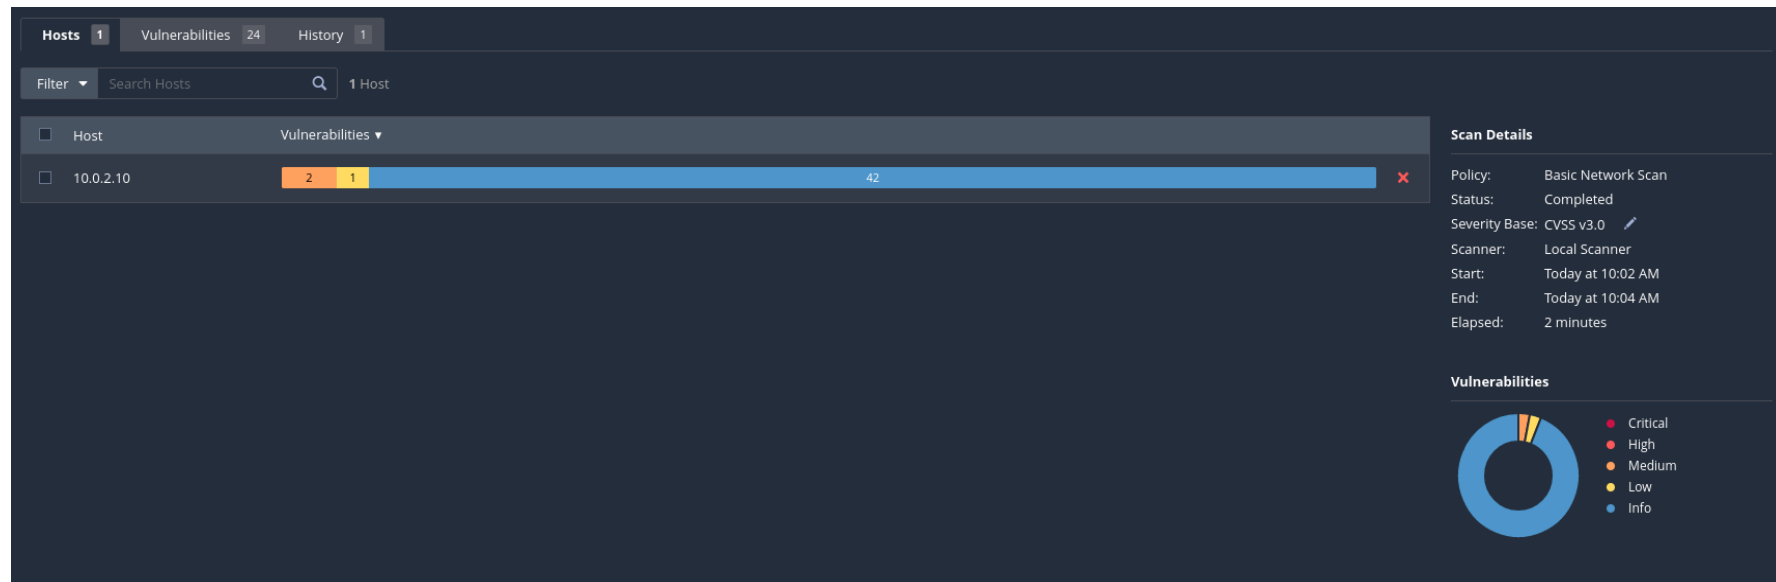 Hosts 1 Vulnerabilities 24 History 1
Filter Search Hosts 1 Host
Host Vulnerabilities
10.0.2.10 2 1 42
Scan Details
Policy: Basic Network Scan
Status: Completed
Severity Base: CVSS v3.0
Scanner: Local Scanner
Start: Today at 10:02 AM
End: Today at 10:04 AM
Elapsed: 2 minutes
Vulnerabilities
Critical
High
Medium
Low
Info